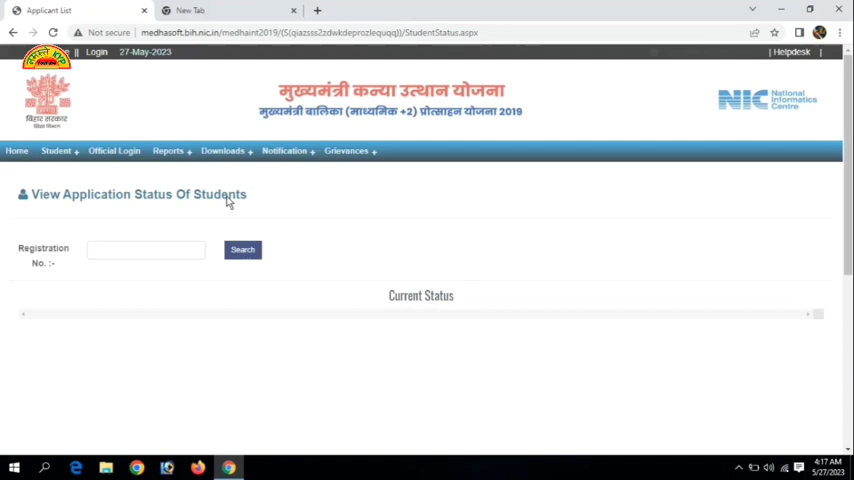 Applicant List
New Tab
Not secure
medhasoft.bih.nic.in/medhaint2019/(S(qiazsss2zdwkdeprozlequqq))/StudentStatus.aspx
|| Login 27-May-2023
| Helpdesk |
नमस्ते KYP
बिहार सरकार
शिक्षा विभाग
मुख्यमंत्री कन्या उत्थान योजना
मुख्यमंत्री बालिका (माध्यमिक +2) प्रोत्साहन योजना 2019
NIC National Informatics Centre
Home Student + Official Login Reports + Downloads + Notification + Grievances +
View Application Status Of Students
Registration No. :-
Search
Current Status
4:17 AM
5/27/2023